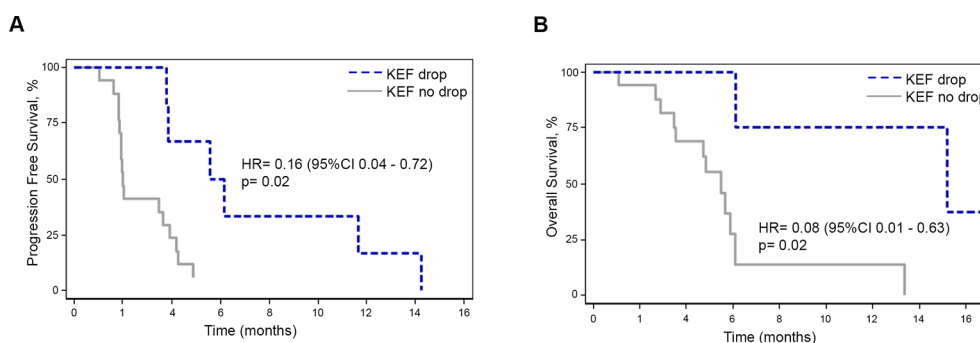 A
Progression Free Survival, %
100
75
50
25
0
KEF drop
KEF no drop
HR= 0.16 (95%CI 0.04 - 0.72)
p= 0.02
0 1 4 6 8 10 12 14 16
Time (months)
B
Overall Survival, %
100
75
50
25
0
KEF drop
KEF no drop
HR= 0.08 (95%CI 0.01 - 0.63)
p= 0.02
0 1 4 6 8 10 12 14 16
Time (months)